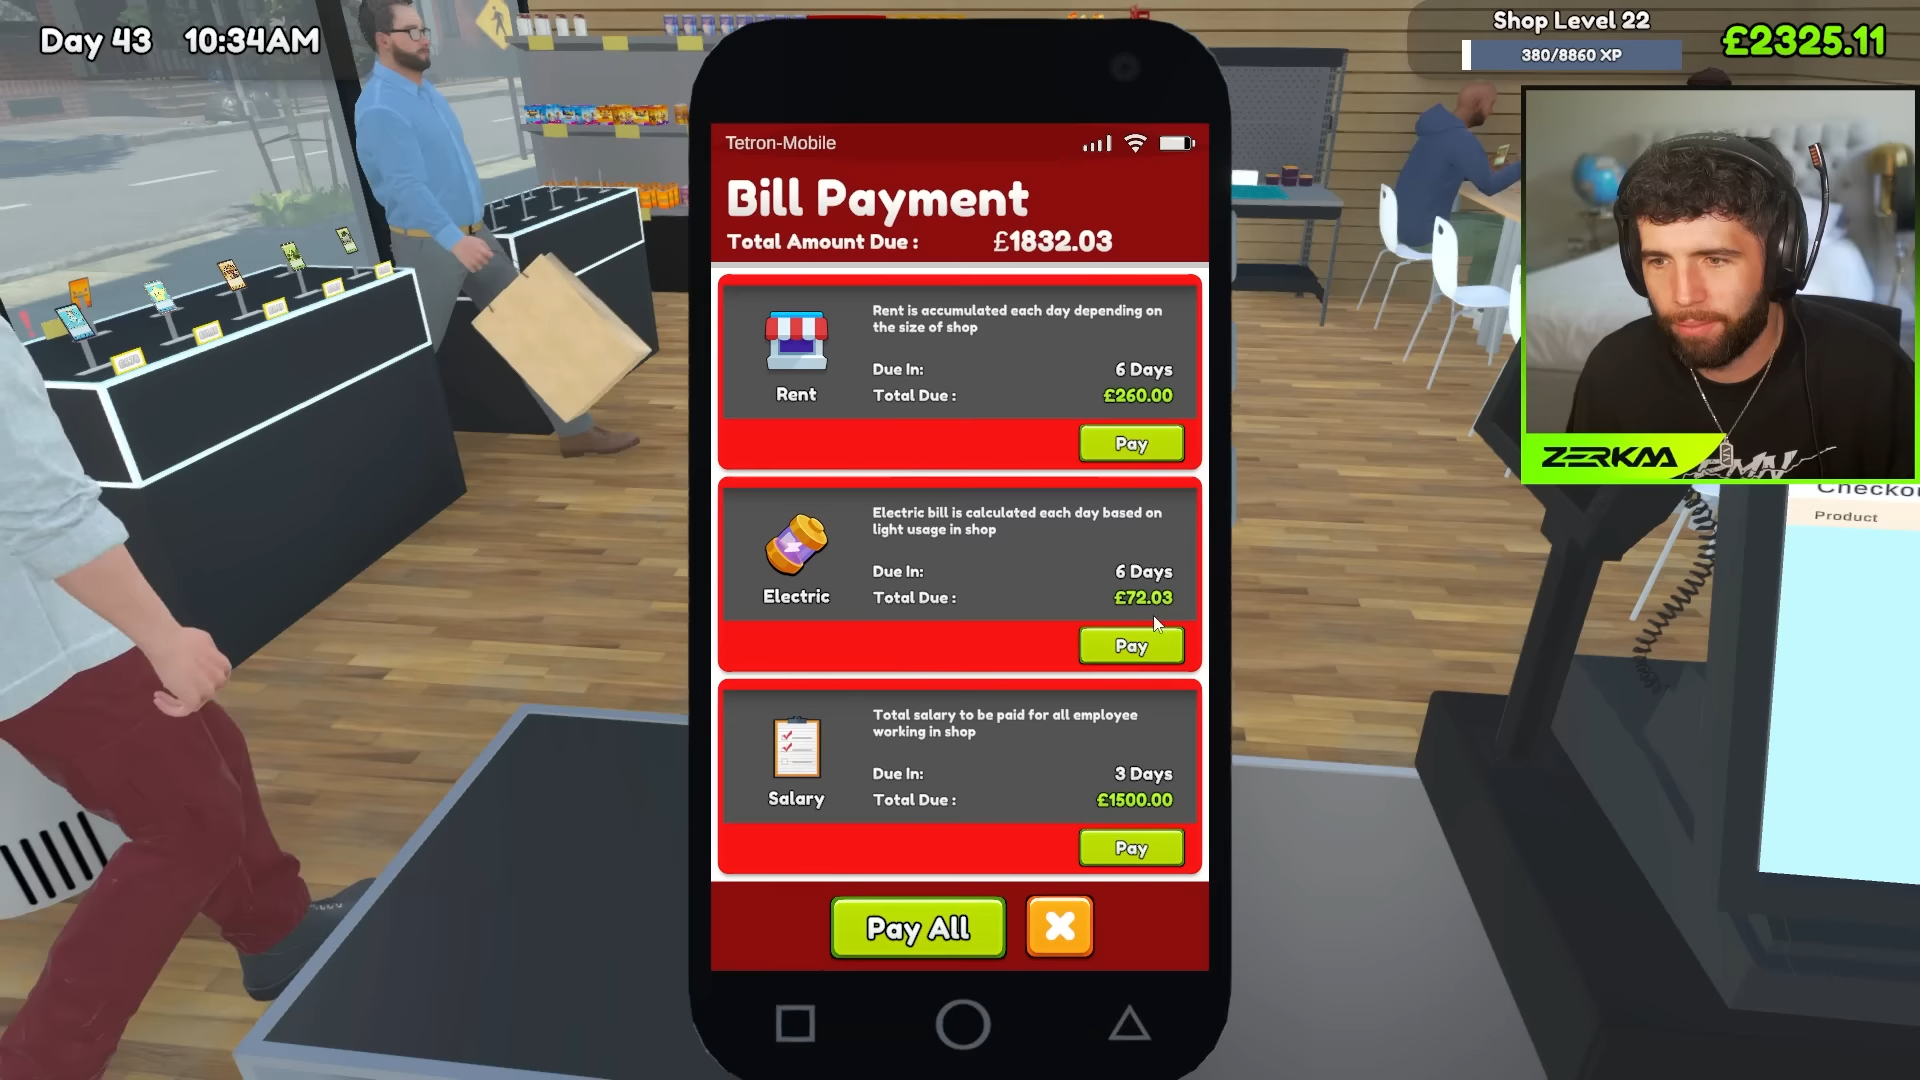 Day 43 10:34AM
Shop Level 22
380/8860 XP
£2325.11
Tetron-Mobile
Bill Payment
Total Amount Due : £1832.03
Rent is accumulated each day depending on
the size of shop
Due In: 6 Days
Rent
Total Due : £260.00
Pay
Electric bill is calculated each day based on
light usage in shop
Due In: 6 Days
Electric
Total Due : £72.03
Pay
Total salary to be paid for all employee
working in shop
Due In: 3 Days
Salary
Total Due : £1500.00
Pay
Pay All
ZERKAA
Product